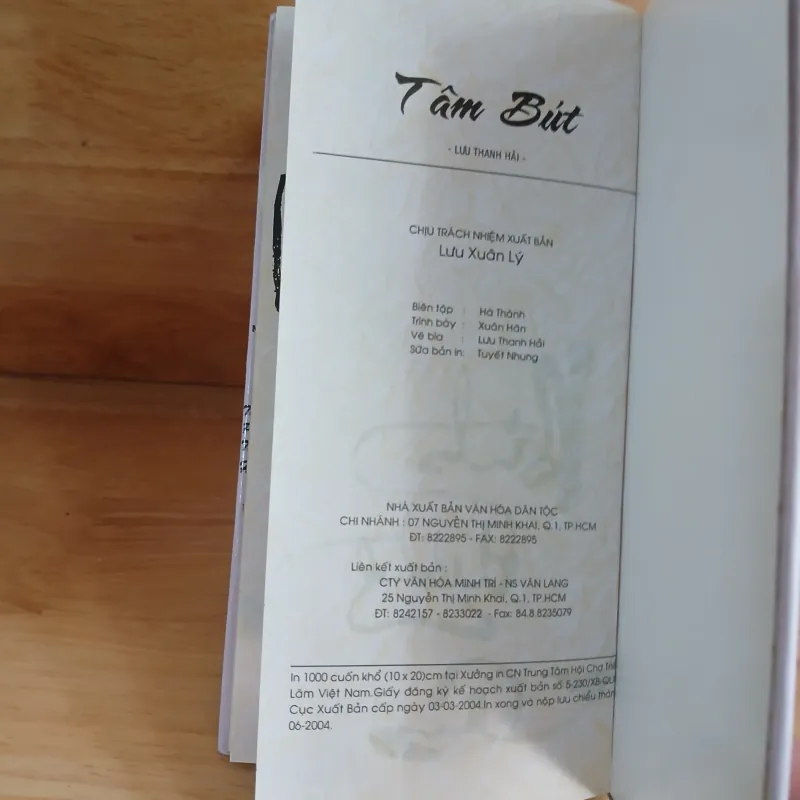 Tâm Bút
- LƯU THANH HẢI -
CHỊU TRÁCH NHIỆM XUẤT BẢN
Lưu Xuân Lý
Biên tập : Hà Thành
Trình bày : Xuân Hân
Vẽ bìa : Lưu Thanh Hải
Sửa bản in: Tuyết Nhung
NHÀ XUẤT BẢN VĂN HÓA DÂN TỘC
CHI NHÁNH : 07 NGUYỄN THỊ MINH KHAI, Q.1, TP.HCM
ĐT: 8222895 - FAX: 8222895
Liên kết xuất bản :
CTY VĂN HÓA MINH TRÍ - NS VĂN LANG
25 Nguyễn Thị Minh Khai, Q.1, TP.HCM
ĐT: 8242157 - 8233022 - Fax: 84.8.8235079
In 1000 cuốn khổ (10 x 20)cm tại Xưởng in CN Trung Tâm Hội Chợ
Lãm Việt Nam.Giấy đăng ký kế hoạch xuất bản số 5-230/XB-QL
Cục Xuất Bản cấp ngày 03-03-2004.In xong và nộp lưu chiểu
06-2004.